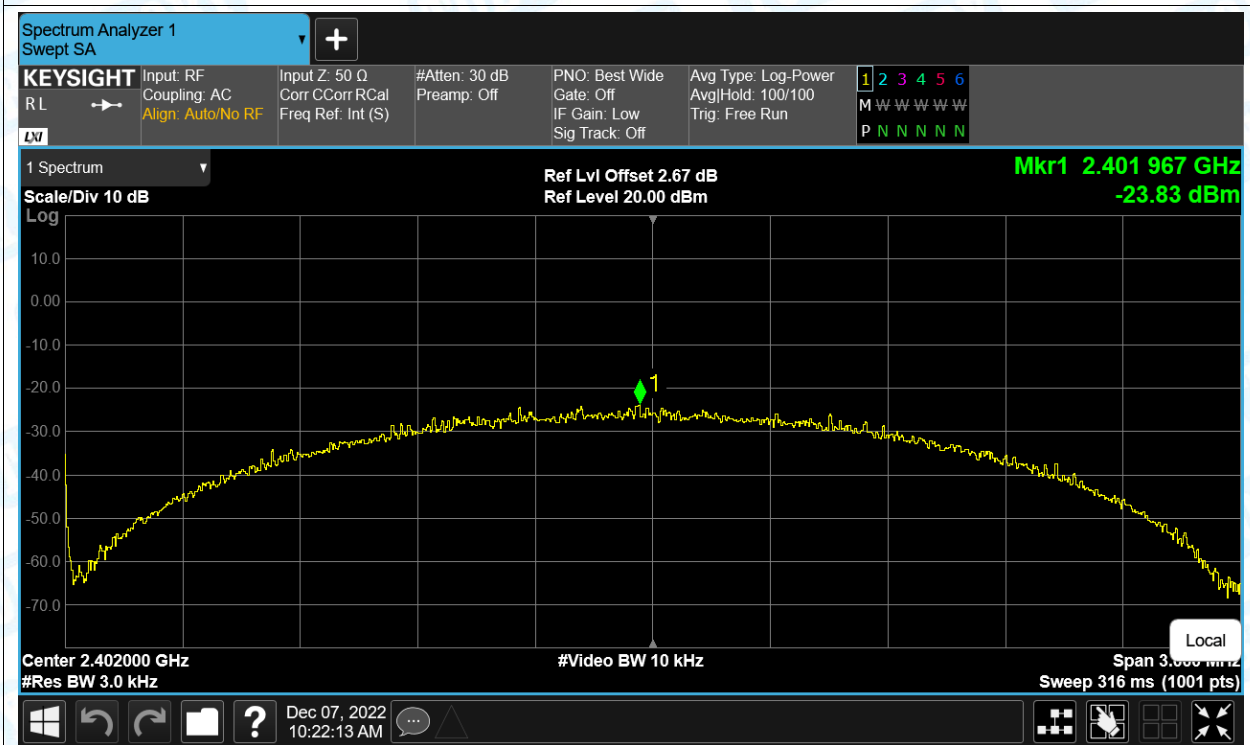 Spectrum Analyzer 1
Swept SA
+
KEYSIGHT
R L
LXI
Input: RF
Coupling: AC
Align: Auto/No RF
Input Z: 50 Ω
Corr CCorr RCal
Freq Ref: Int (S)
#Atten: 30 dB
Preamp: Off
PNO: Best Wide
Gate: Off
IF Gain: Low
Sig Track: Off
Avg Type: Log-Power
Avg|Hold: 100/100
Trig: Free Run
1 2 3 4 5 6
M W W W W W
P N N N N N
1 Spectrum
Scale/Div 10 dB
Ref Lvl Offset 2.67 dB
Ref Level 20.00 dBm
Mkr1 2.401 967 GHz
-23.83 dBm
Log
10.0
0.00
-10.0
-20.0
-30.0
-40.0
-50.0
-60.0
-70.0
1
Center 2.402000 GHz
#Res BW 3.0 kHz
#Video BW 10 kHz
Span
Sweep 316 ms (1001 pts)
Local
?
Dec 07, 2022
10:22:13 AM